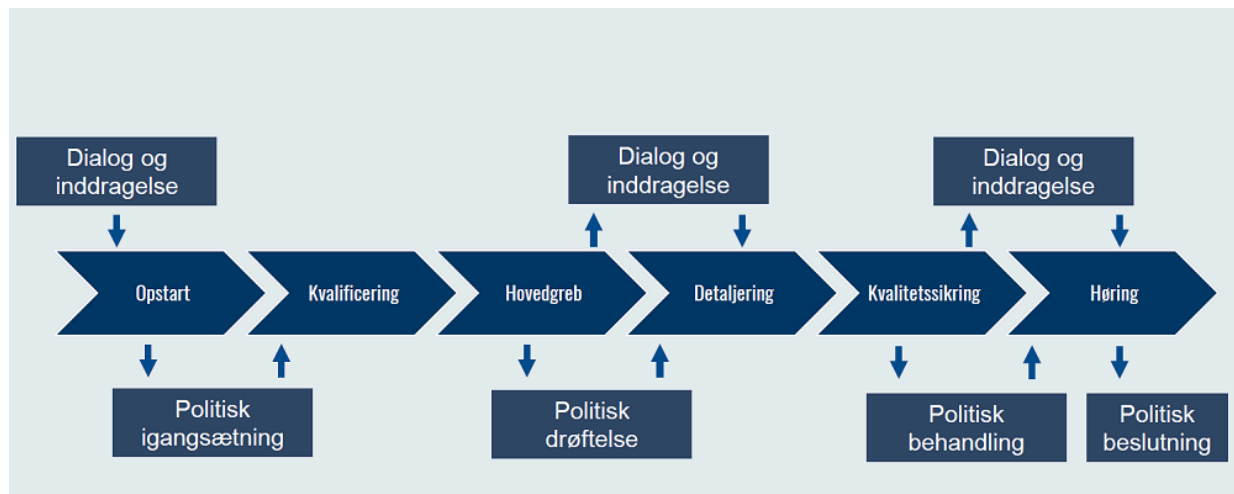 Dialog og
inddragelse
Dialog og
inddragelse
Dialog og
inddragelse
Opstart
Kvalificering
Hovedgreb
Detaljering
Kvalitetssikring
Høring
Politisk
igangsætning
Politisk
drøftelse
Politisk
behandling
Politisk
beslutning